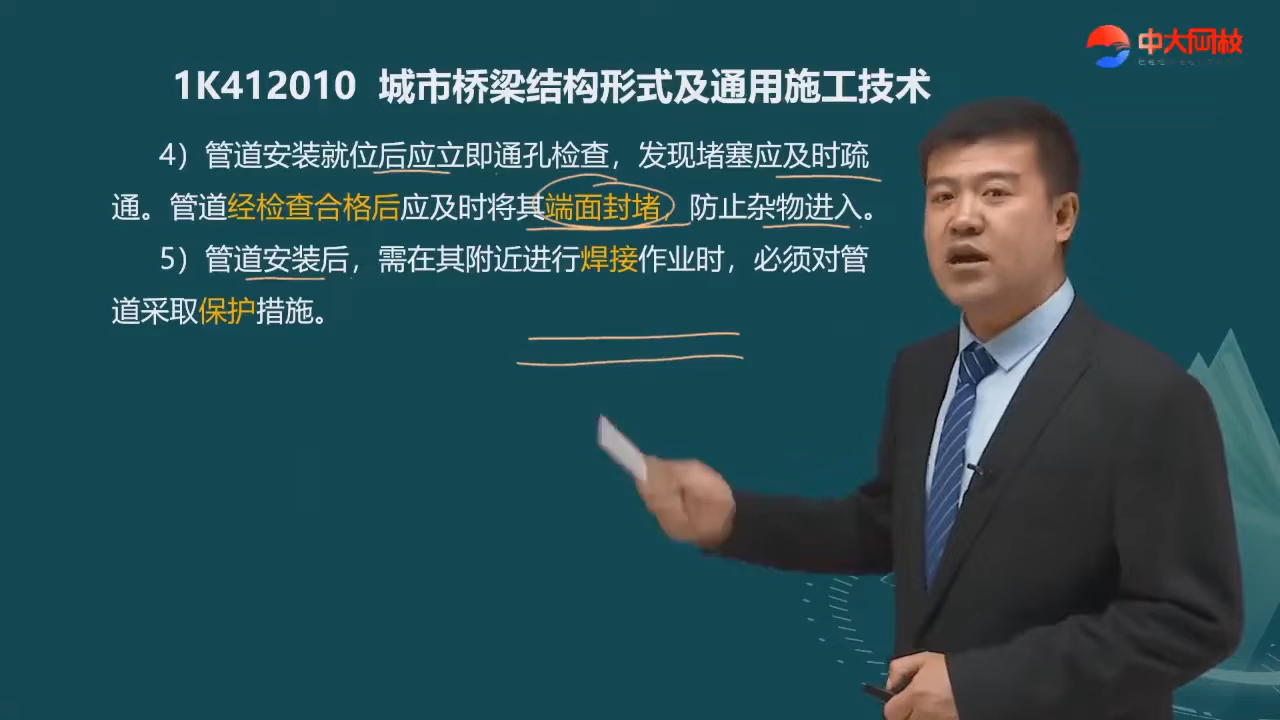 中大网校
1K412010 城市桥梁结构形式及通用施工技术
4）管道安装就位后应立即通孔检查，发现堵塞应及时疏
通。管道经检查合格后应及时将其端面封堵，防止杂物进入。
5）管道安装后，需在其附近进行焊接作业时，必须对管
道采取保护措施。